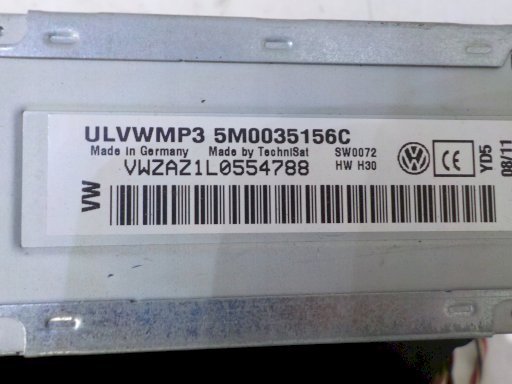 ULVWMP3 5M0035156C
Made in Germany Made by TechniSat SW0072
VWZAZ1L0554788 HW H30
VW
CE
YD5
08/11